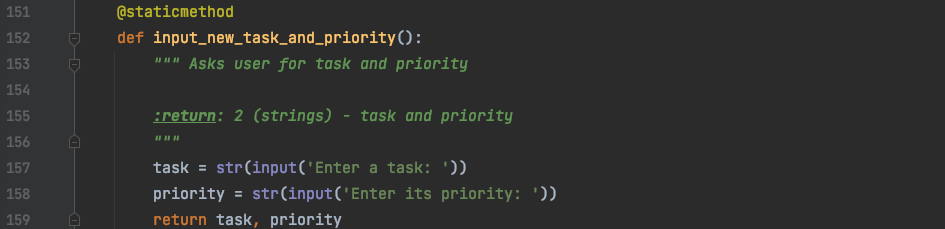 151 @staticmethod
152 def input_new_task_and_priority():
153 """ Asks user for task and priority
154
155 :return: 2 (strings) - task and priority
156 """
157 task = str(input('Enter a task: '))
158 priority = str(input('Enter its priority: '))
159 return task, priority